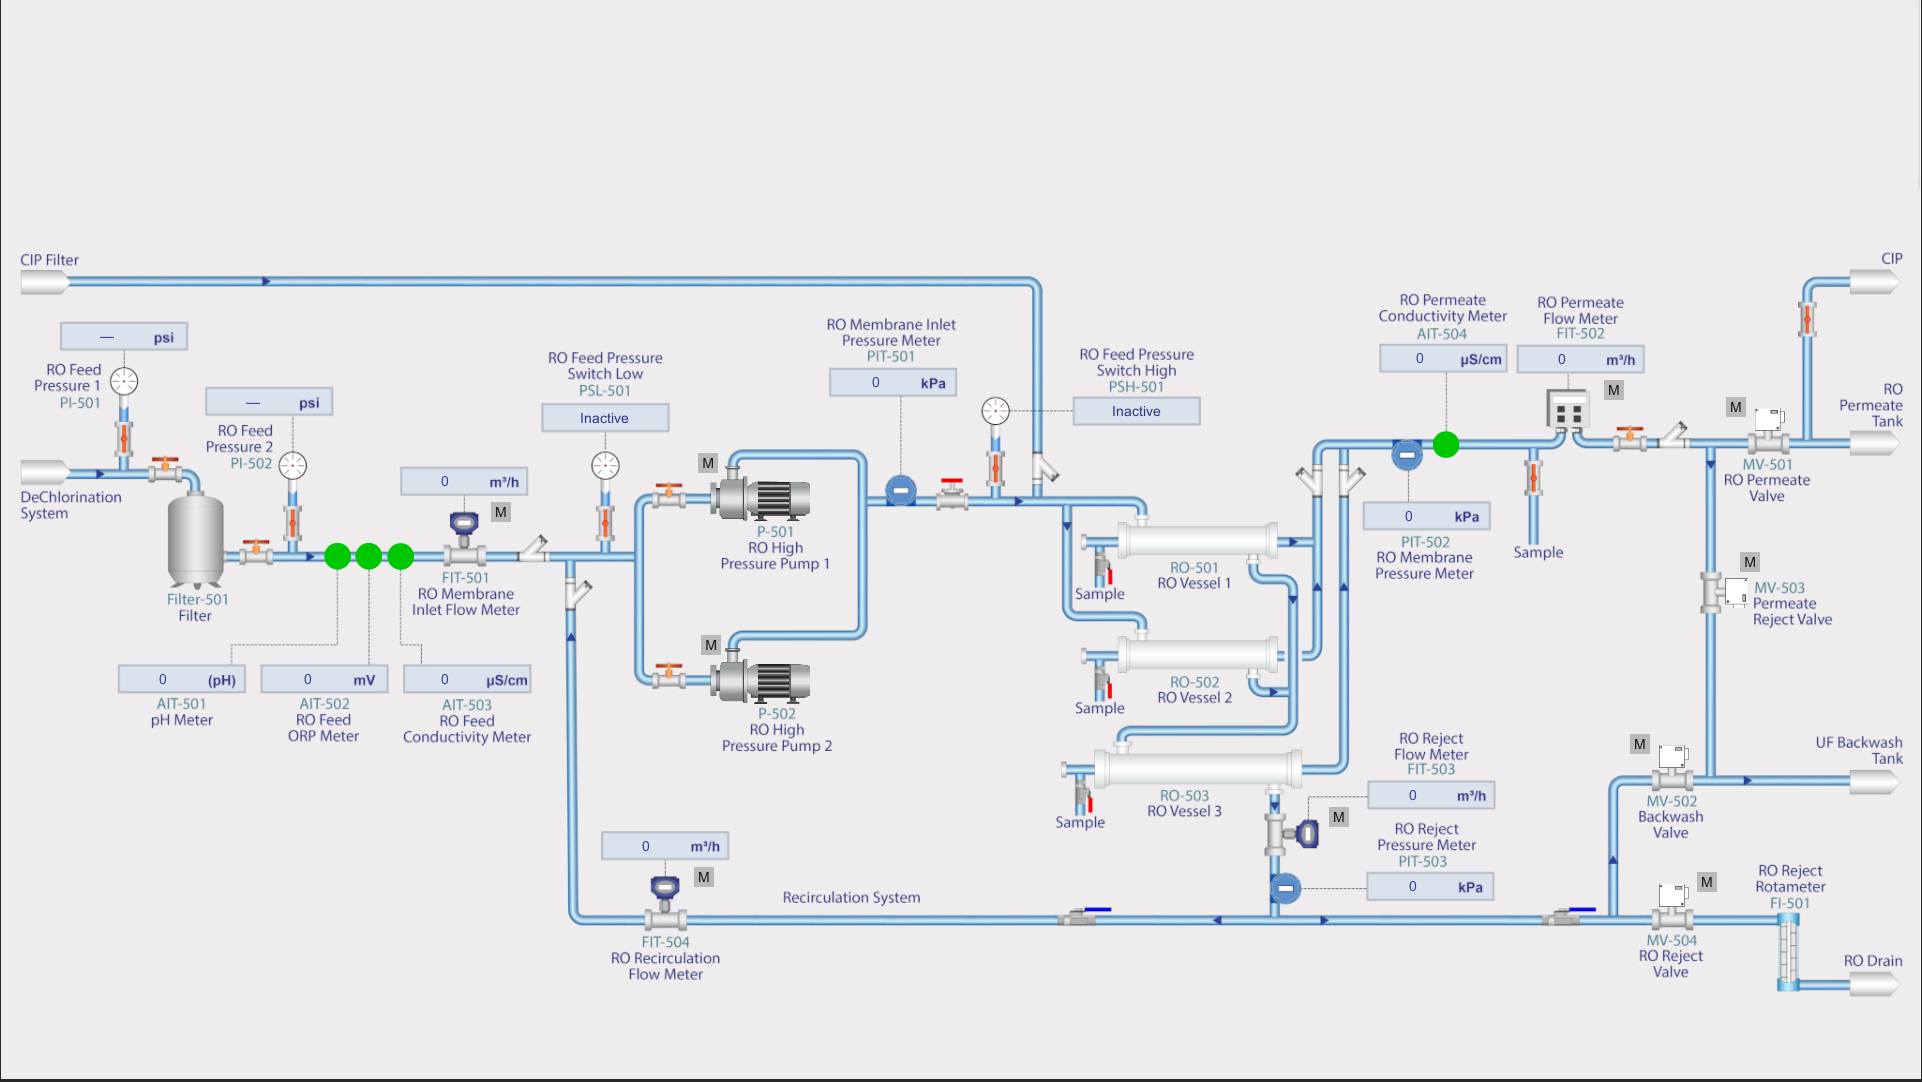 CIP Filter
CIP
— psi
RO Feed
Pressure 1
PI-501
— psi
RO Feed
Pressure 2
PI-502
DeChlorination
System
Filter-501
Filter
0 (pH)
AIT-501
pH Meter
0 mV
AIT-502
RO Feed
ORP Meter
0 µS/cm
AIT-503
RO Feed
Conductivity Meter
0 m³/h
M
FIT-501
RO Membrane
Inlet Flow Meter
RO Feed Pressure
Switch Low
PSL-501
Inactive
M
P-501
RO High
Pressure Pump 1
M
P-502
RO High
Pressure Pump 2
RO Membrane Inlet
Pressure Meter
PIT-501
0 kPa
RO Feed Pressure
Switch High
PSH-501
Inactive
Sample
RO-501
RO Vessel 1
Sample
RO-502
RO Vessel 2
Sample
RO-503
RO Vessel 3
RO Permeate
Conductivity Meter
AIT-504
0 µS/cm
RO Permeate
Flow Meter
FIT-502
0 m³/h
M
0 kPa
PIT-502
RO Membrane
Pressure Meter
Sample
M
MV-501
RO Permeate
Valve
RO
Permeate
Tank
M
MV-503
Permeate
Reject Valve
RO Reject
Flow Meter
FIT-503
0 m³/h
M
RO Reject
Pressure Meter
PIT-503
0 kPa
M
MV-502
Backwash
Valve
UF Backwash
Tank
0 m³/h
M
FIT-504
RO Recirculation
Flow Meter
Recirculation System
M
MV-504
RO Reject
Valve
RO Reject
Rotameter
FI-501
RO Drain